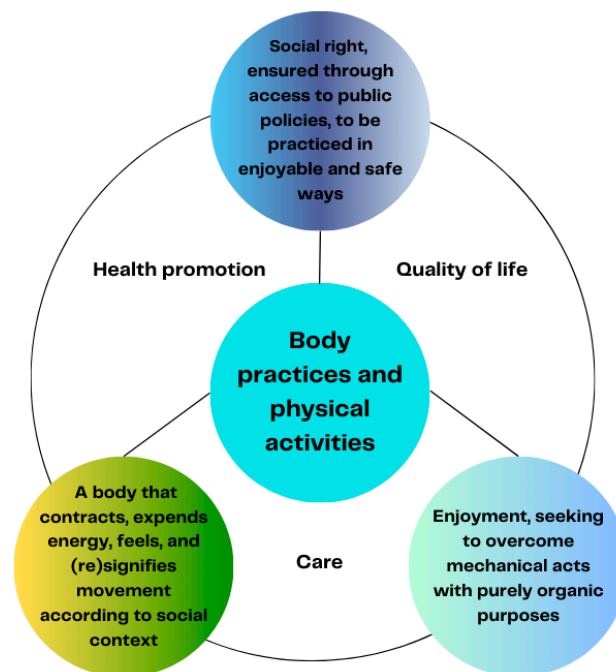 Social right,
ensured through
access to public
policies, to be
practiced in
enjoyable and safe
ways
Health promotion
Quality of life
Body
practices and
physical
activities
A body that
contracts, expends
energy, feels, and
(re)signifies
movement
according to social
context
Care
Enjoyment, seeking
to overcome
mechanical acts
with purely organic
purposes